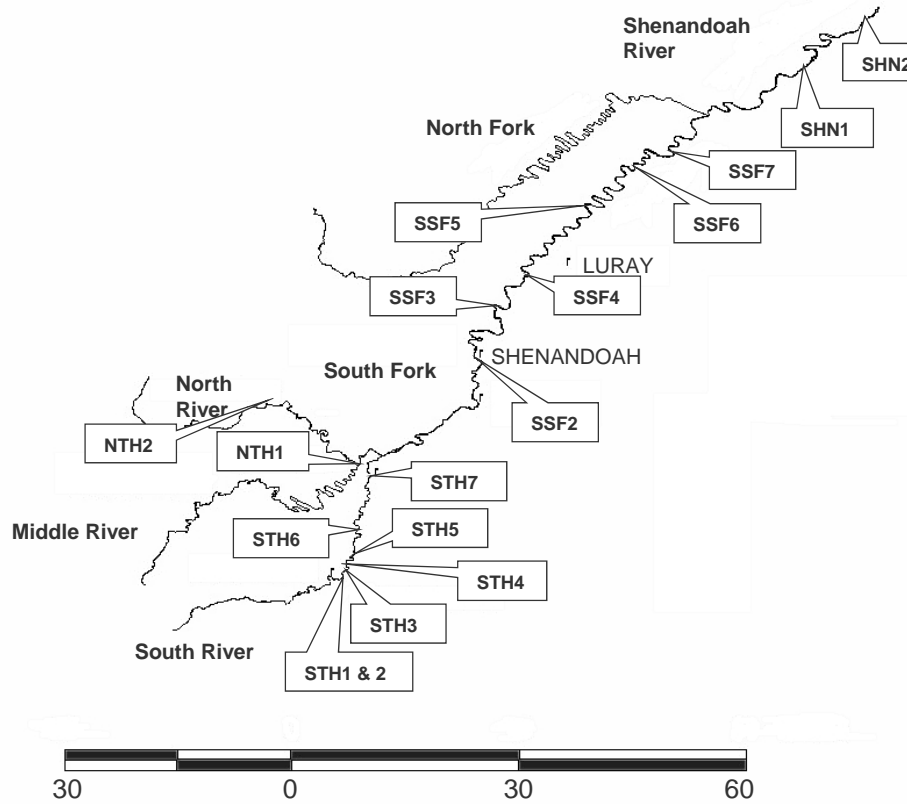 Shenandoah
River
SHN2
North Fork
SHN1
SSF7
SSF5
SSF6
LURAY
SSF3
SSF4
SHENANDOAH
South Fork
North
River
SSF2
NTH2
NTH1
STH7
Middle River
STH5
STH6
STH4
STH3
South River
STH1 & 2
30 0 30 60